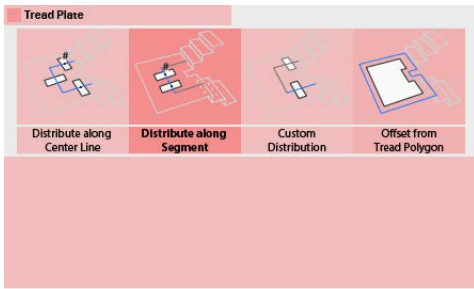 Tread Plate
#
#
Distribute along
Center Line
Distribute along
Segment
Custom
Distribution
Offset from
Tread Polygon